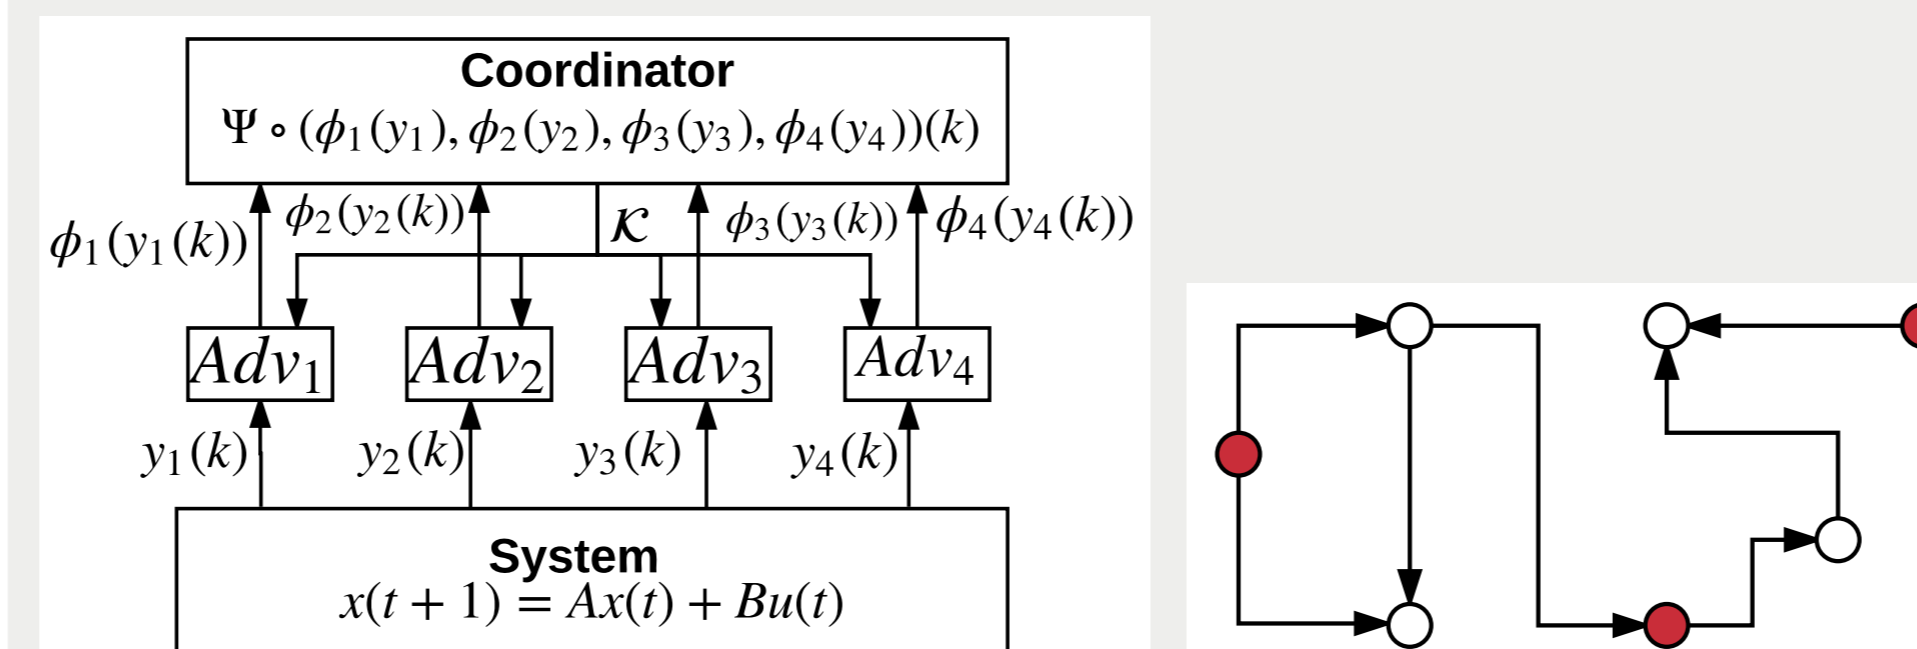 Coordinator
Ψ ∘ (ϕ₁(y₁), ϕ₂(y₂), ϕ₃(y₃), ϕ₄(y₄))(k)
ϕ₁(y₁(k))
ϕ₂(y₂(k))
𝒦
ϕ₃(y₃(k))
ϕ₄(y₄(k))
Adv₁
Adv₂
Adv₃
Adv₄
y₁(k)
y₂(k)
y₃(k)
y₄(k)
System
x(t + 1) = Ax(t) + Bu(t)